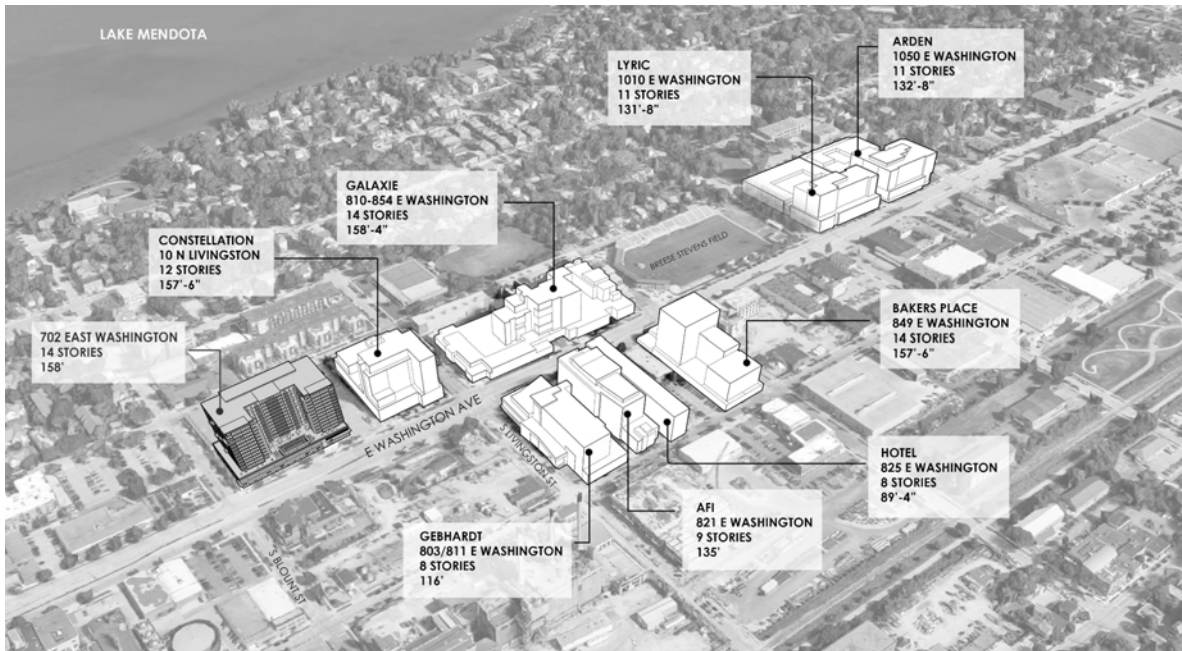 LAKE MENDOTA
ARDEN
1050 E WASHINGTON
11 STORIES
132'-8"
LYRIC
1010 E WASHINGTON
11 STORIES
131'-8"
GALAXIE
810-854 E WASHINGTON
14 STORIES
158'-4"
CONSTELLATION
10 N LIVINGSTON
12 STORIES
157'-6"
BREESE STEVENS FIELD
BAKERS PLACE
849 E WASHINGTON
14 STORIES
157'-6"
702 EAST WASHINGTON
14 STORIES
158'
E WASHINGTON AVE
S LIVINGSTON ST
HOTEL
825 E WASHINGTON
8 STORIES
89'-4"
AFI
821 E WASHINGTON
9 STORIES
135'
GEBHARDT
803/811 E WASHINGTON
8 STORIES
116'
S BLOUNT ST